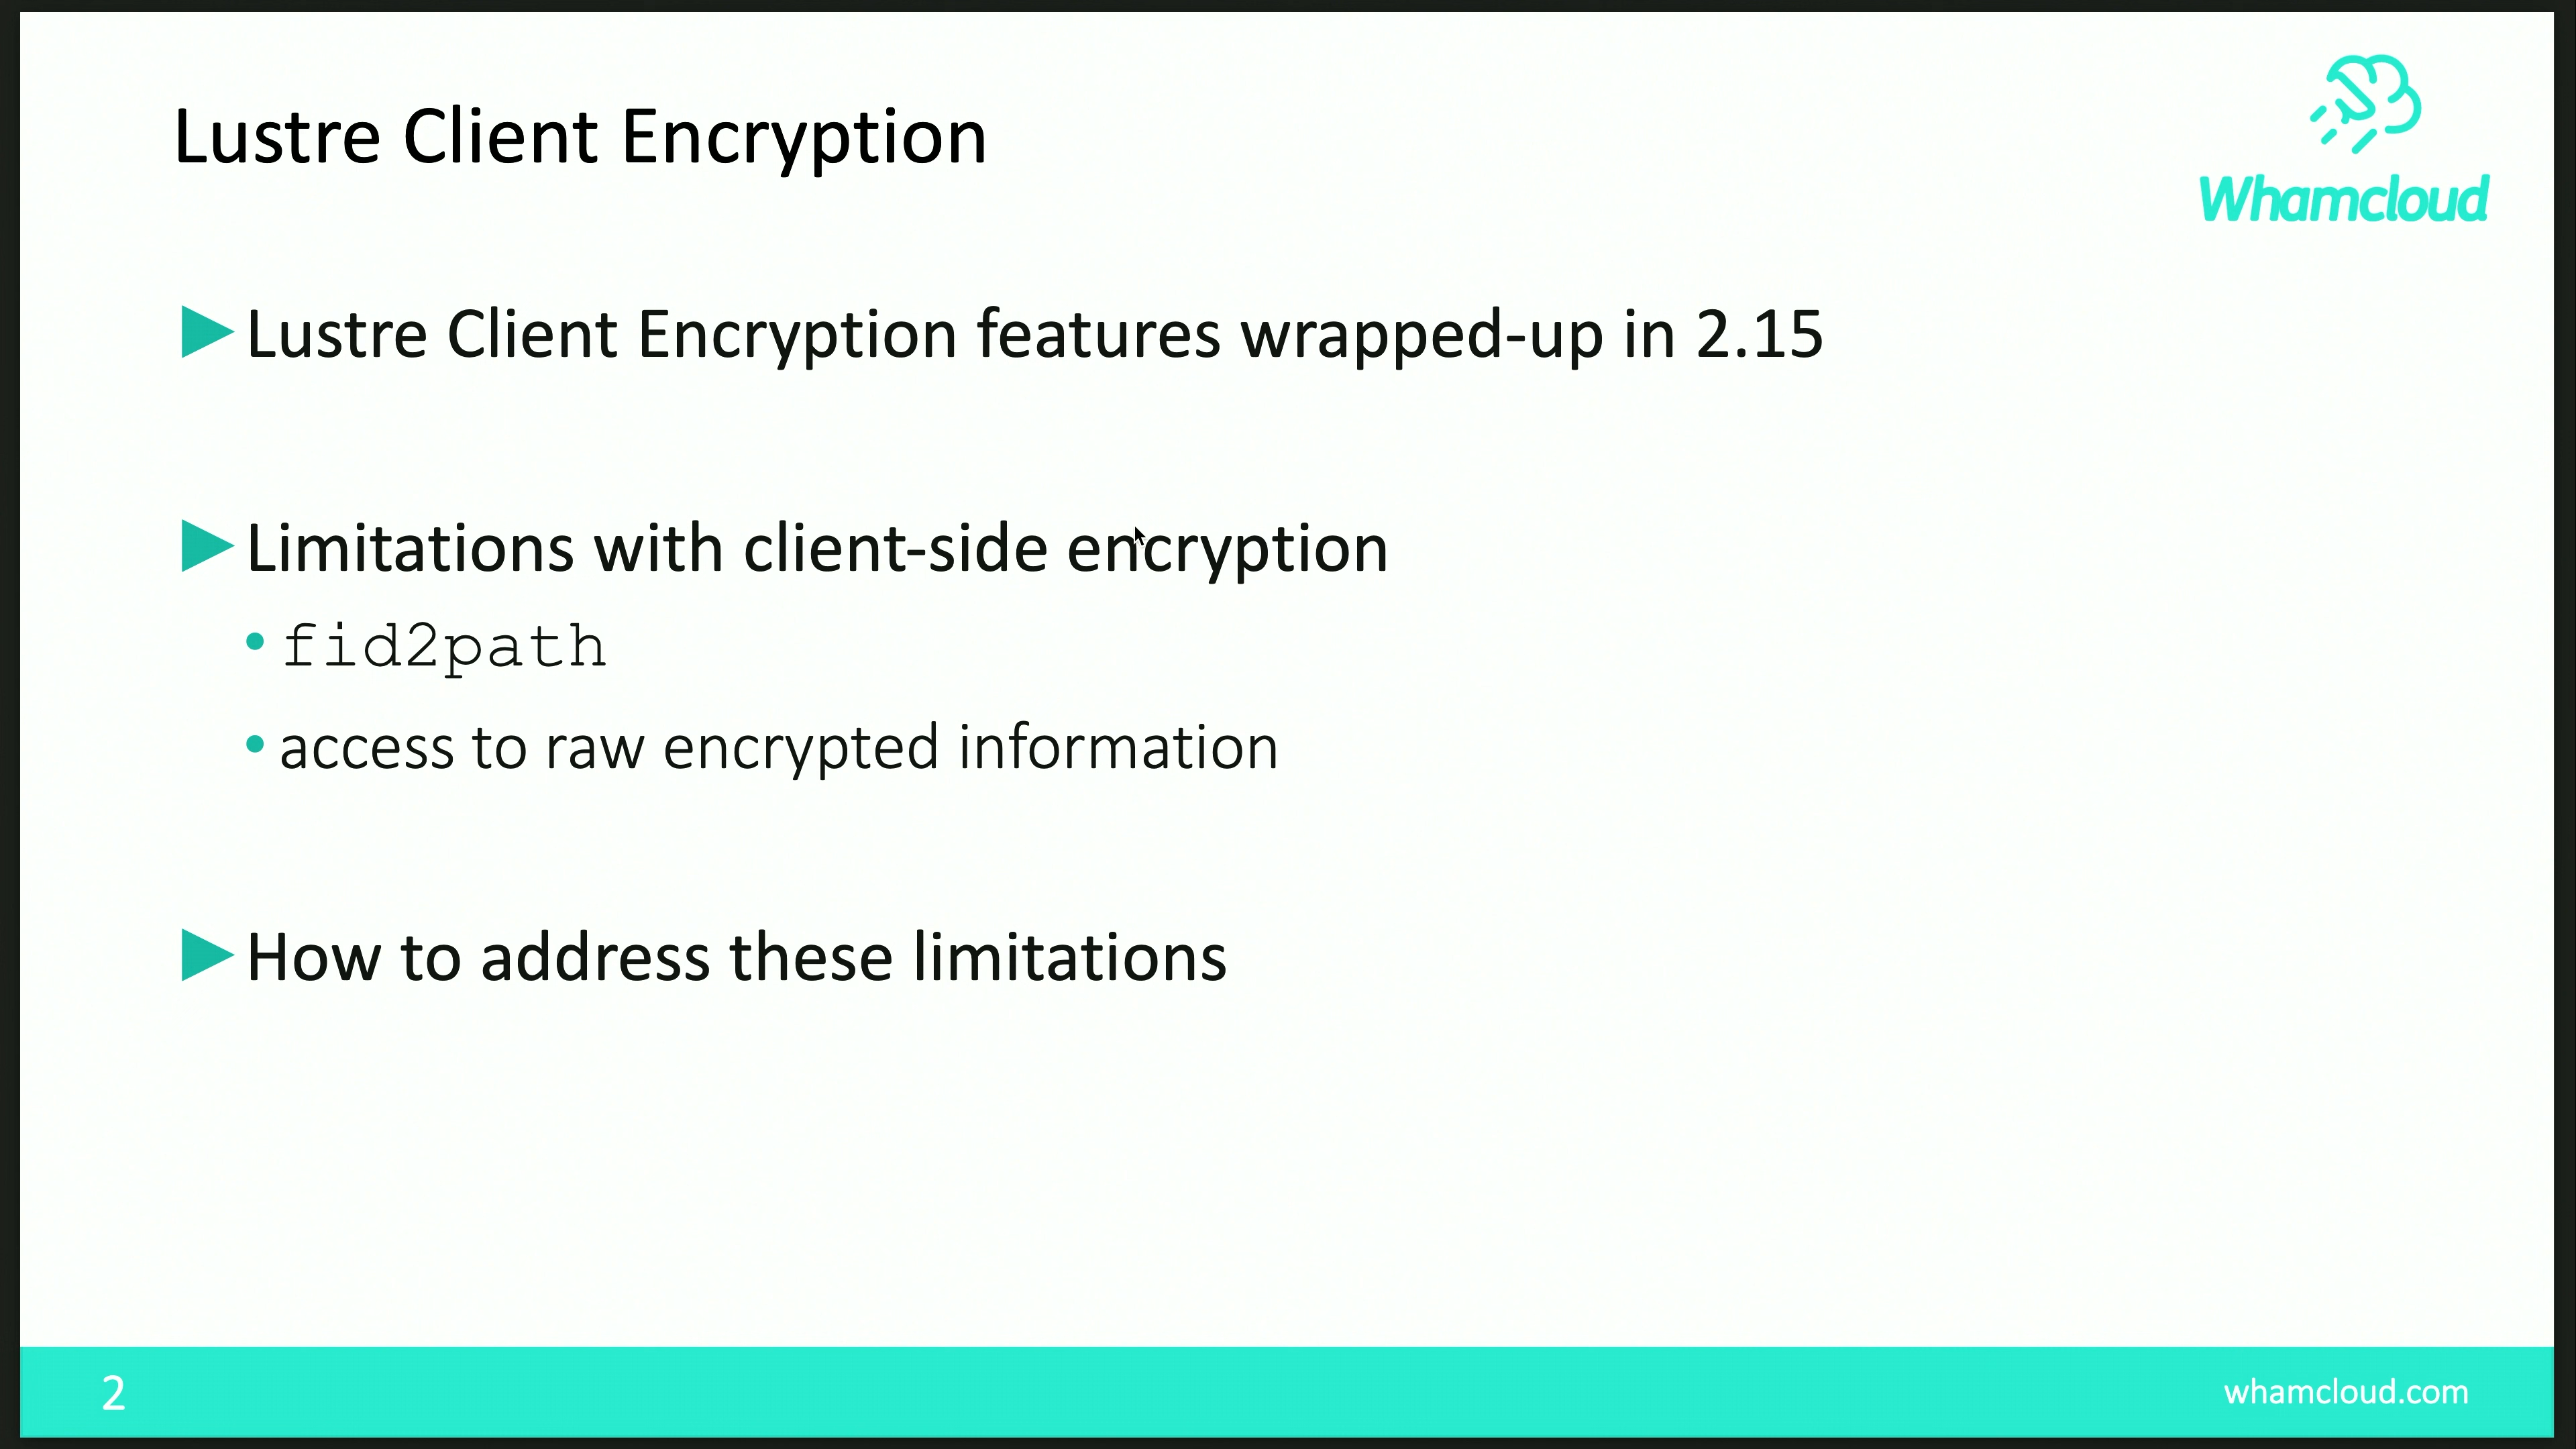 Lustre Client Encryption
Whamcloud
Lustre Client Encryption features wrapped-up in 2.15
Limitations with client-side encryption
fid2path
access to raw encrypted information
How to address these limitations
2
whamcloud.com